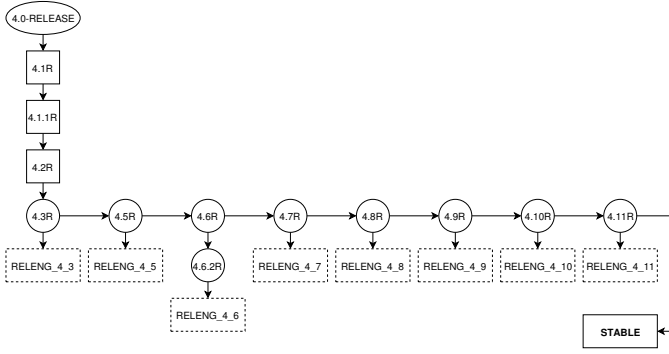 4.0-RELEASE
4.1R
4.1.1R
4.2R
4.3R 4.5R 4.6R 4.7R 4.8R 4.9R 4.10R 4.11R
RELENG_4_3 RELENG_4_5 4.6.2R RELENG_4_7 RELENG_4_8 RELENG_4_9 RELENG_4_10 RELENG_4_11
RELENG_4_6
STABLE